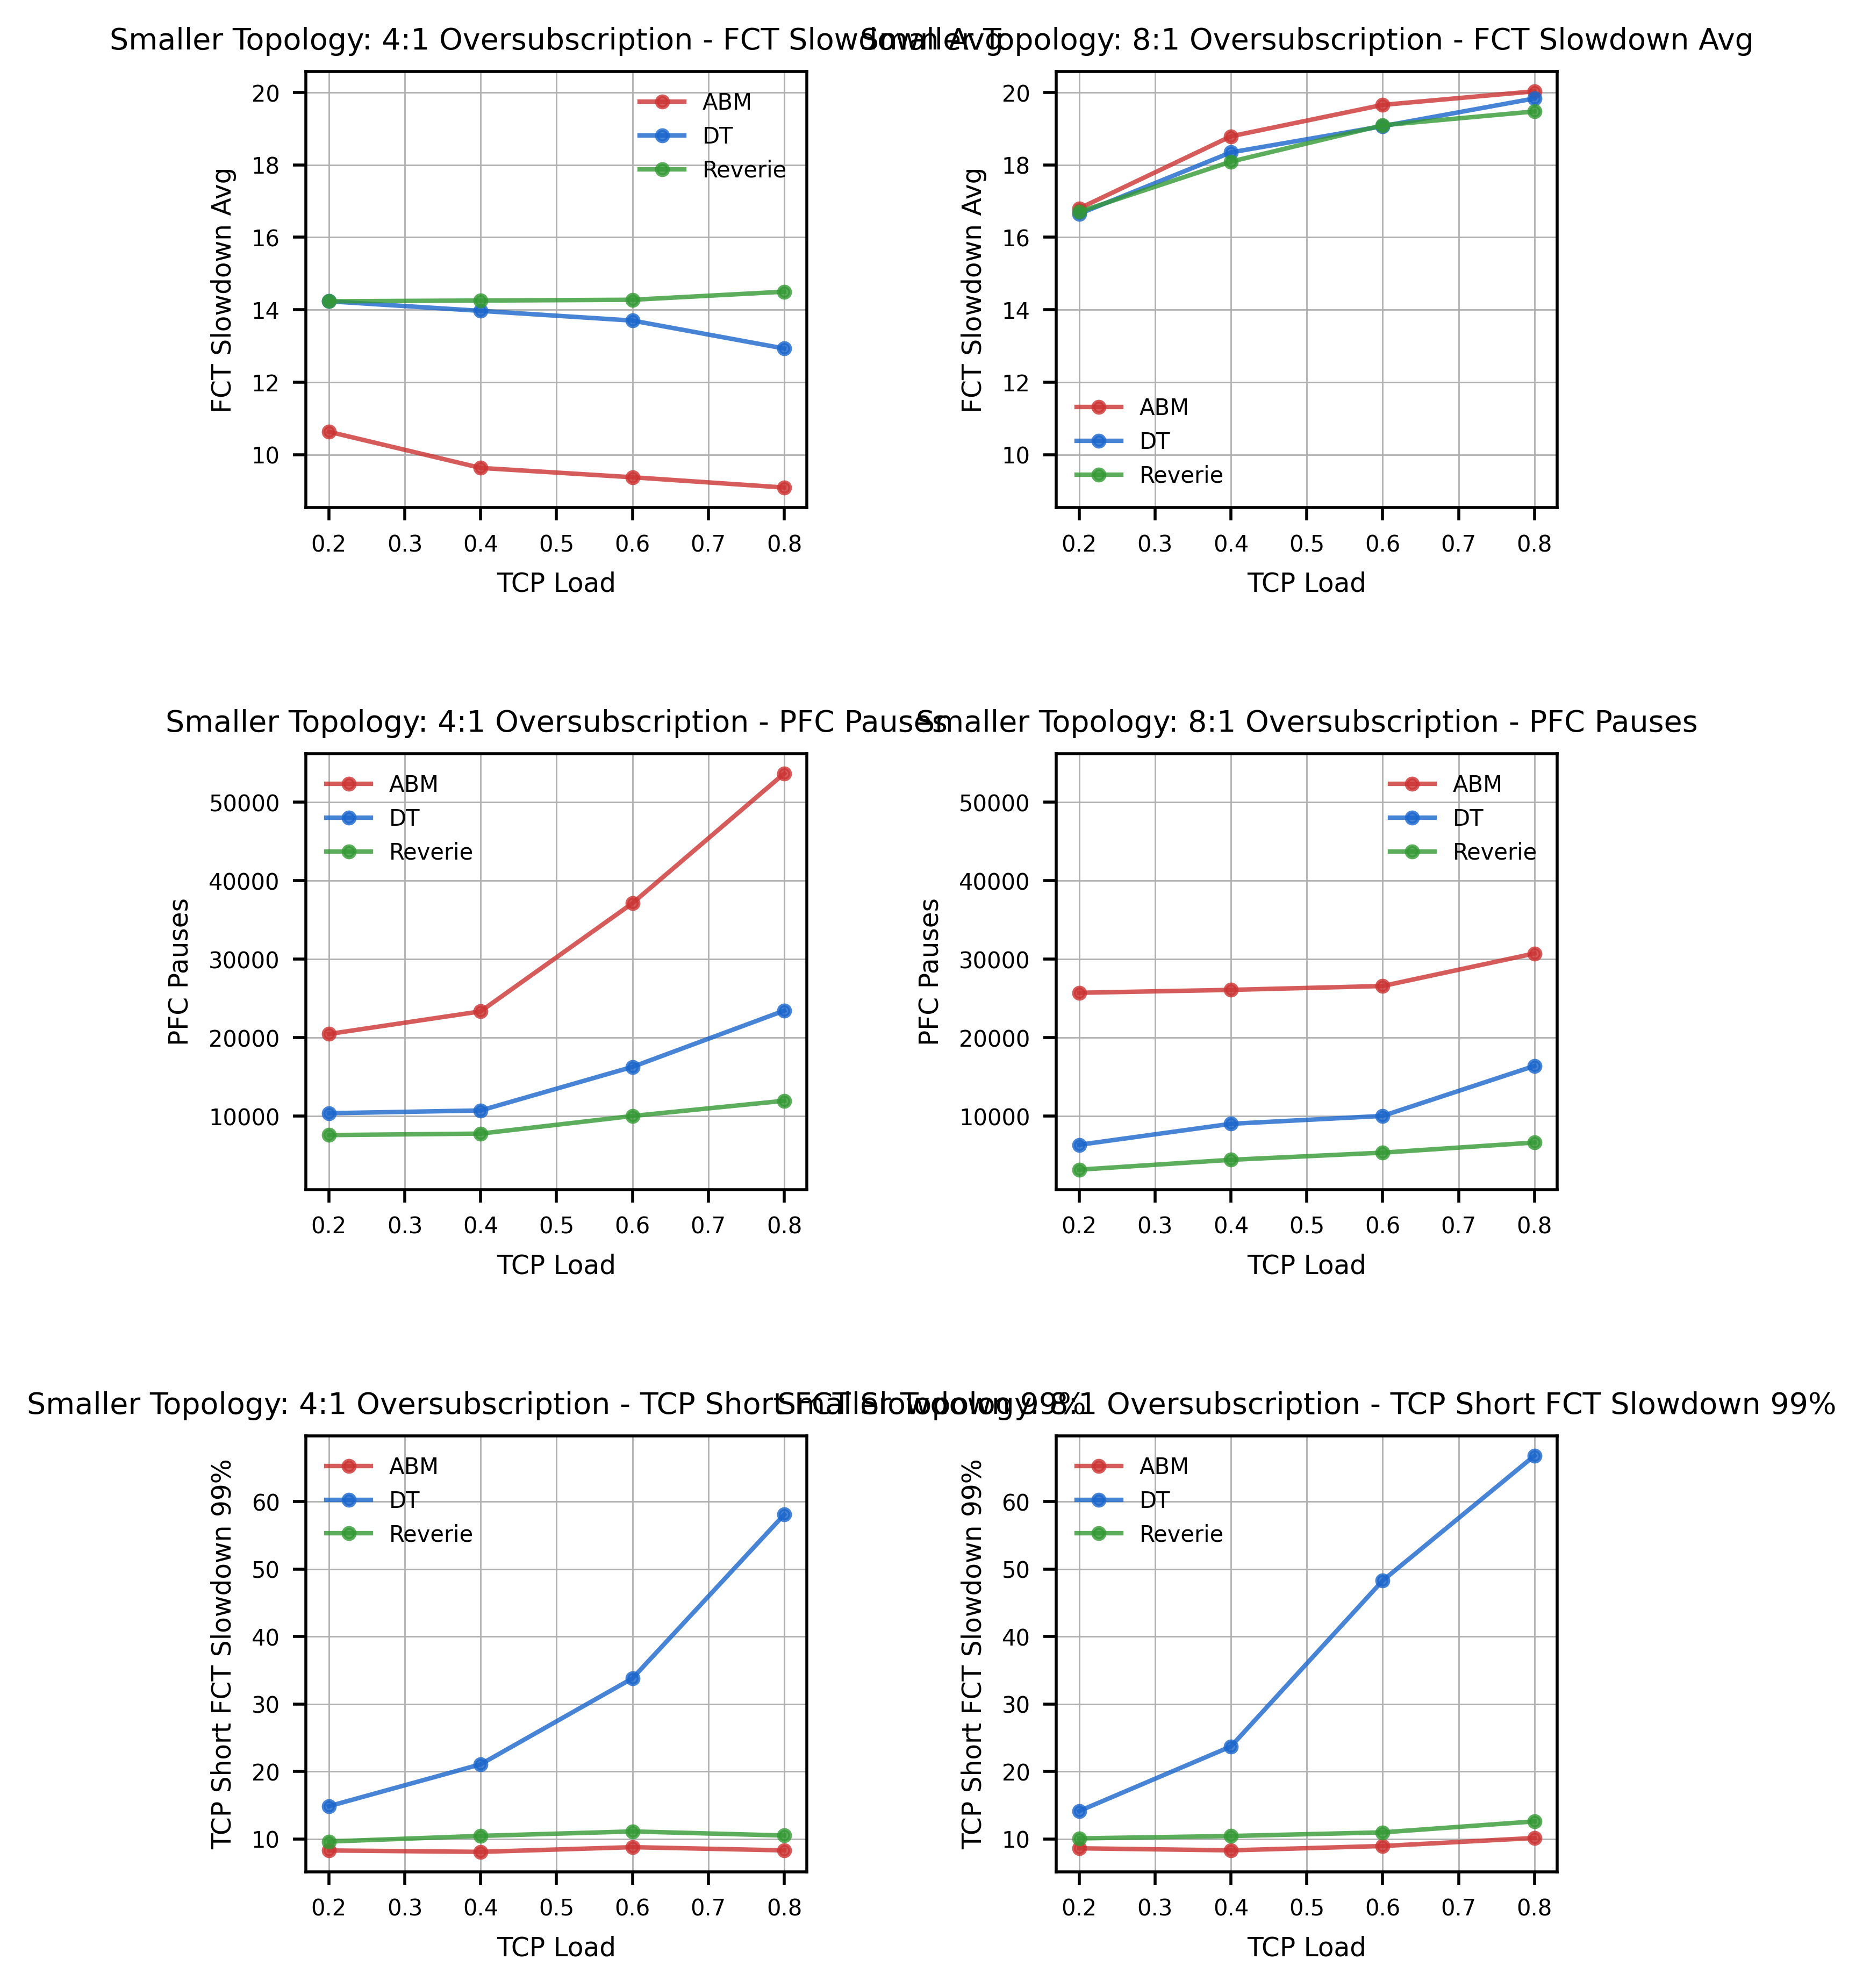 Smaller Topology: 4:1 Oversubscription - FCT Slowdown Avg
20
18
16
14
12
10
FCT Slowdown Avg
ABM
DT
Reverie
0.2 0.3 0.4 0.5 0.6 0.7 0.8
TCP Load
Smaller Topology: 8:1 Oversubscription - FCT Slowdown Avg
20
18
16
14
12
10
FCT Slowdown Avg
ABM
DT
Reverie
0.2 0.3 0.4 0.5 0.6 0.7 0.8
TCP Load
Smaller Topology: 4:1 Oversubscription - PFC Pauses
50000
40000
30000
20000
10000
PFC Pauses
ABM
DT
Reverie
0.2 0.3 0.4 0.5 0.6 0.7 0.8
TCP Load
Smaller Topology: 8:1 Oversubscription - PFC Pauses
50000
40000
30000
20000
10000
PFC Pauses
ABM
DT
Reverie
0.2 0.3 0.4 0.5 0.6 0.7 0.8
TCP Load
Smaller Topology: 4:1 Oversubscription - TCP Short FCT Slowdown 99%
60
50
40
30
20
10
TCP Short FCT Slowdown 99%
ABM
DT
Reverie
0.2 0.3 0.4 0.5 0.6 0.7 0.8
TCP Load
Smaller Topology: 8:1 Oversubscription - TCP Short FCT Slowdown 99%
60
50
40
30
20
10
TCP Short FCT Slowdown 99%
ABM
DT
Reverie
0.2 0.3 0.4 0.5 0.6 0.7 0.8
TCP Load